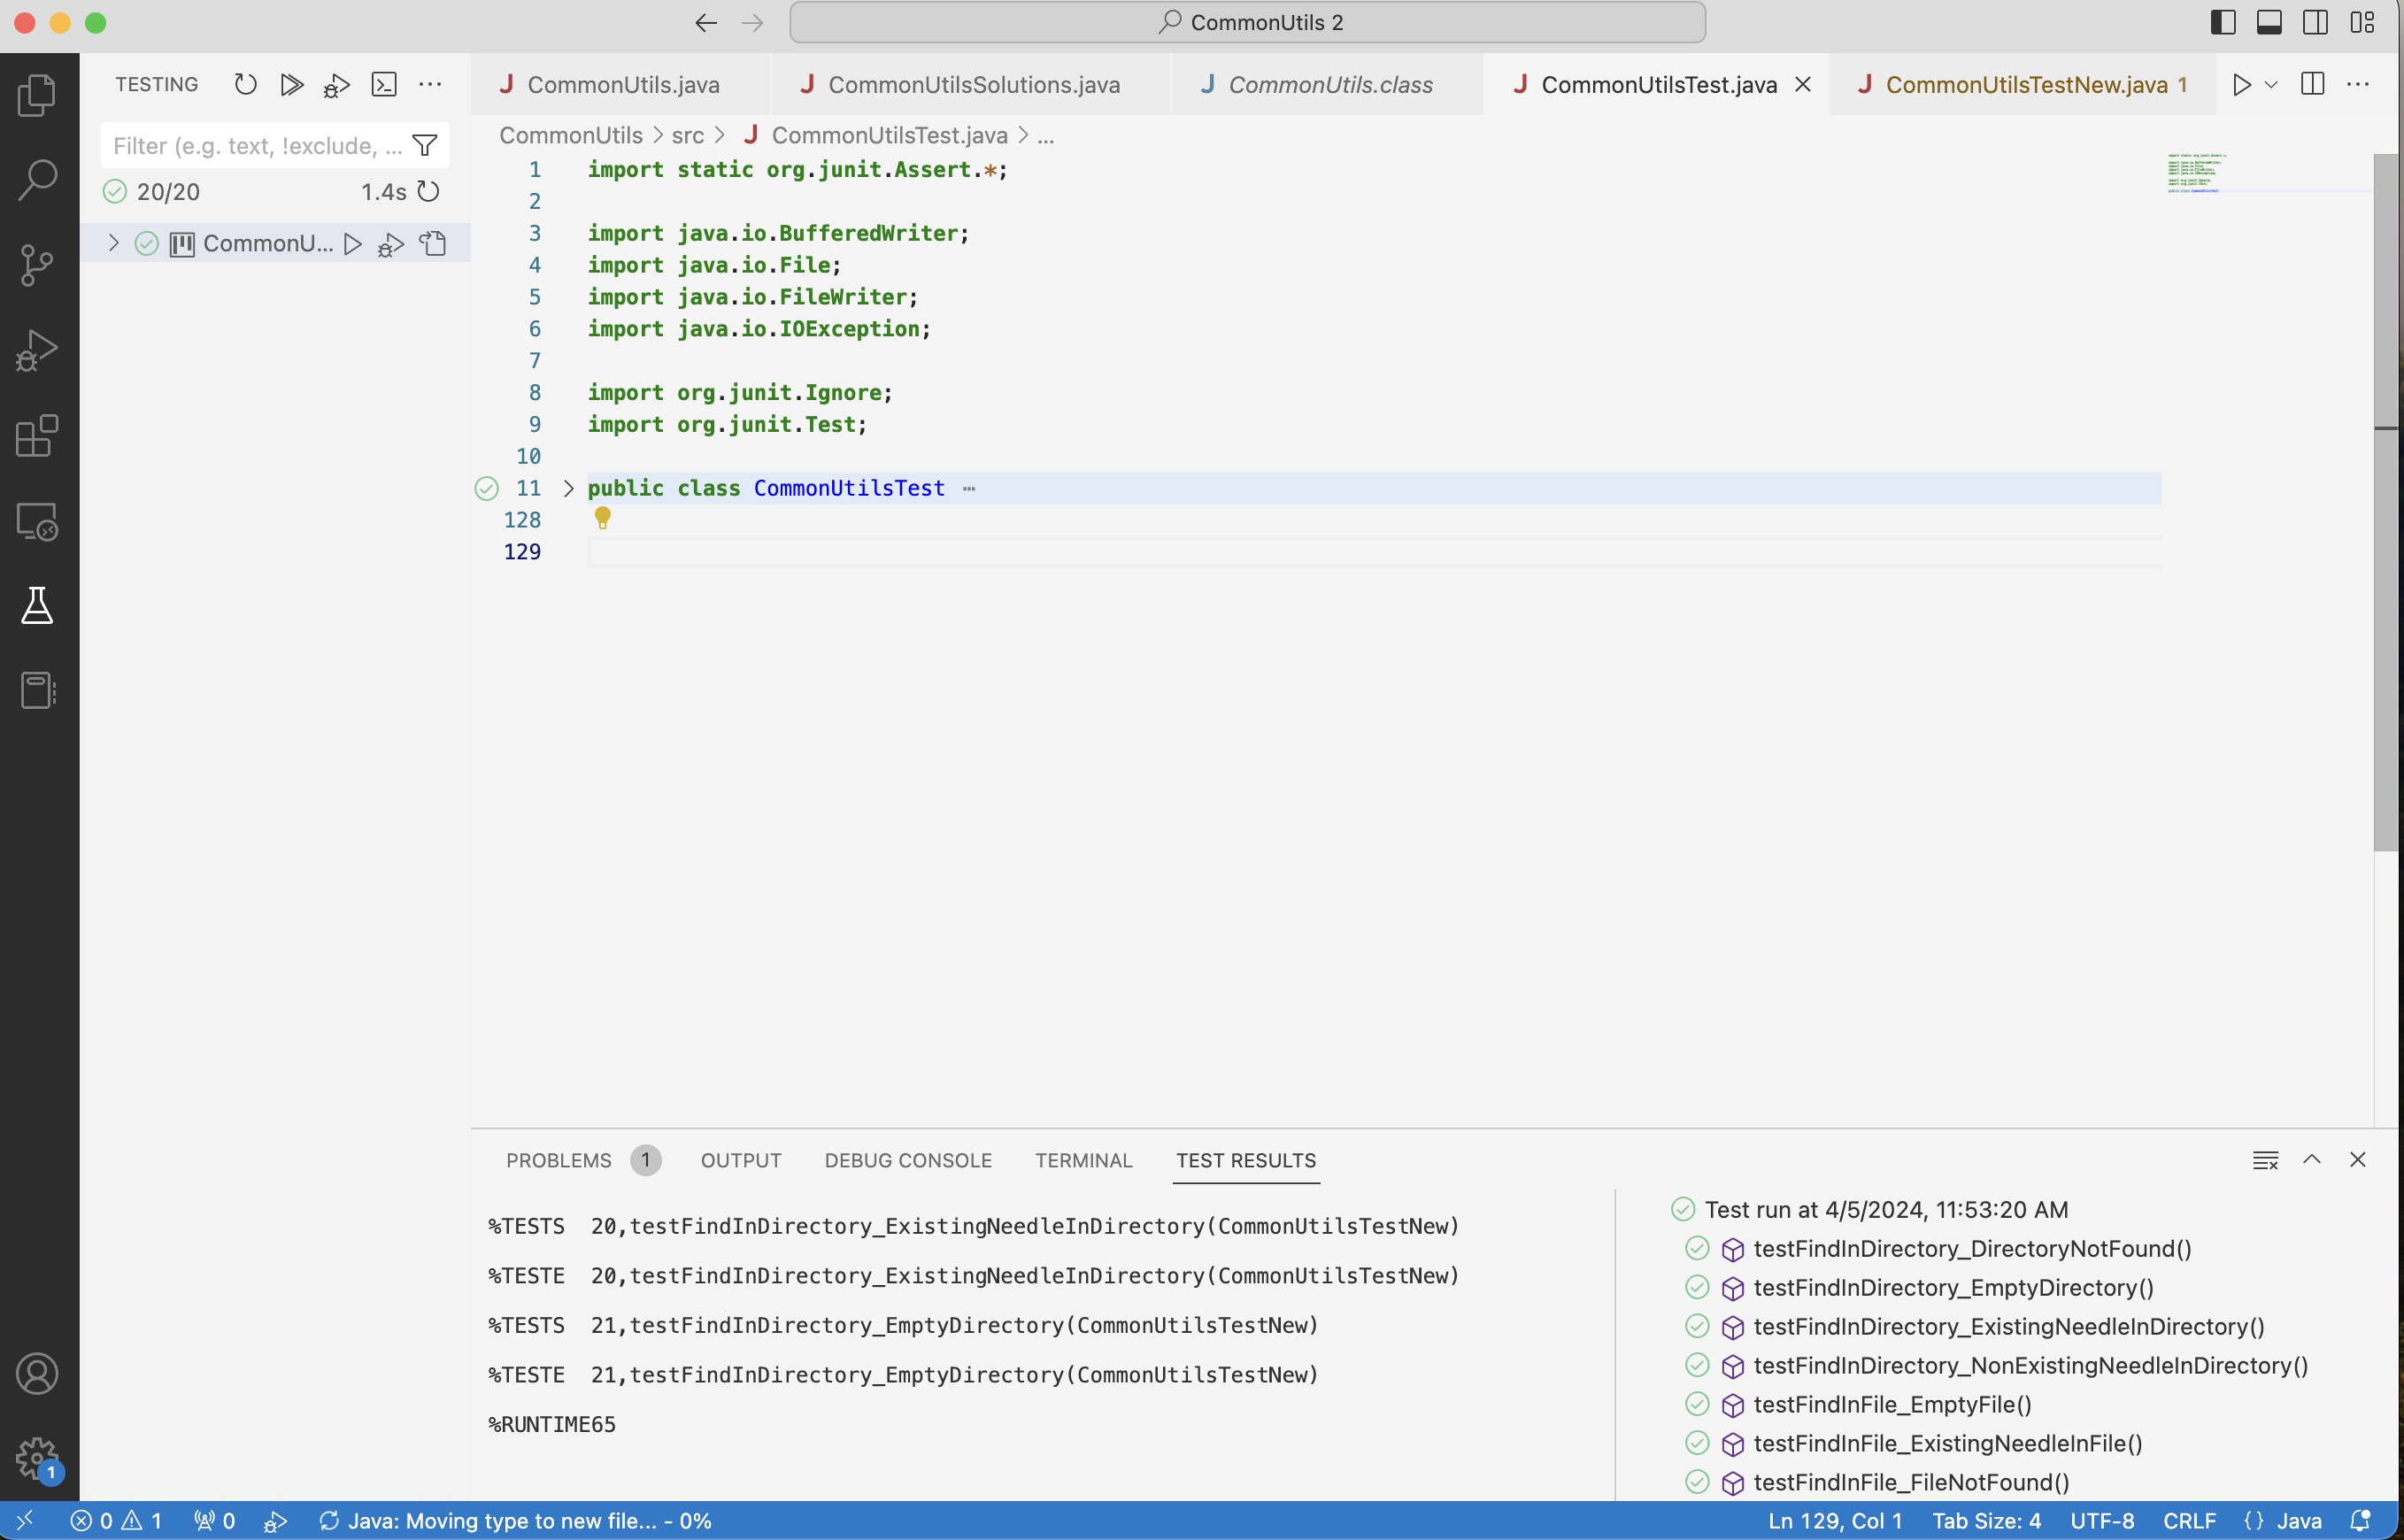 CommonUtils 2
TESTING
Filter (e.g. text, !exclude, ...
20/20 1.4s
CommonU...
CommonUtils.java
CommonUtilsSolutions.java
CommonUtils.class
CommonUtilsTest.java
CommonUtilsTestNew.java 1
CommonUtils > src > CommonUtilsTest.java > ...
1 import static org.junit.Assert.*;
2
3 import java.io.BufferedWriter;
4 import java.io.File;
5 import java.io.FileWriter;
6 import java.io.IOException;
7
8 import org.junit.Ignore;
9 import org.junit.Test;
10
11 public class CommonUtilsTest ...
128
129
PROBLEMS 1 OUTPUT DEBUG CONSOLE TERMINAL TEST RESULTS
%TESTS 20,testFindInDirectory_ExistingNeedleInDirectory(CommonUtilsTestNew)
%TESTE 20,testFindInDirectory_ExistingNeedleInDirectory(CommonUtilsTestNew)
%TESTS 21,testFindInDirectory_EmptyDirectory(CommonUtilsTestNew)
%TESTE 21,testFindInDirectory_EmptyDirectory(CommonUtilsTestNew)
%RUNTIME65
Test run at 4/5/2024, 11:53:20 AM
testFindInDirectory_DirectoryNotFound()
testFindInDirectory_EmptyDirectory()
testFindInDirectory_ExistingNeedleInDirectory()
testFindInDirectory_NonExistingNeedleInDirectory()
testFindInFile_EmptyFile()
testFindInFile_ExistingNeedleInFile()
testFindInFile_FileNotFound()
1
0 1 0 Java: Moving type to new file... - 0%
Ln 129, Col 1 Tab Size: 4 UTF-8 CRLF {} Java